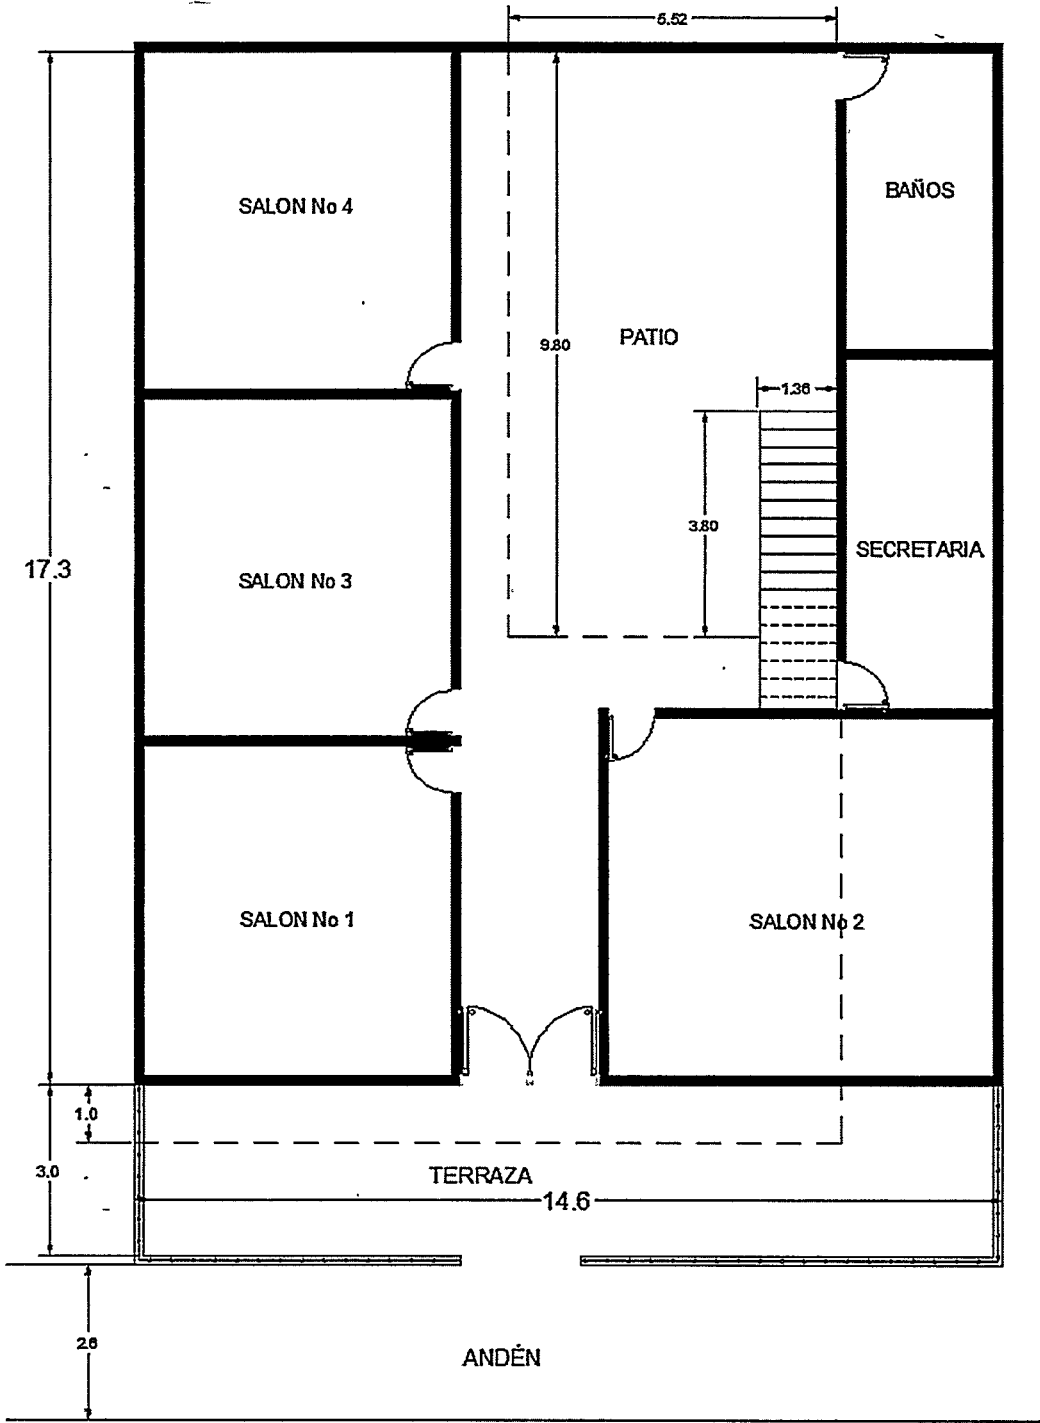 5.52
BAÑOS
SALON No 4
PATIO
9.80
1.36
3.80
SECRETARIA
17.3
SALON No 3
SALON No 1
SALON No 2
1.0
3.0
TERRAZA
14.6
2.6
ANDÉN